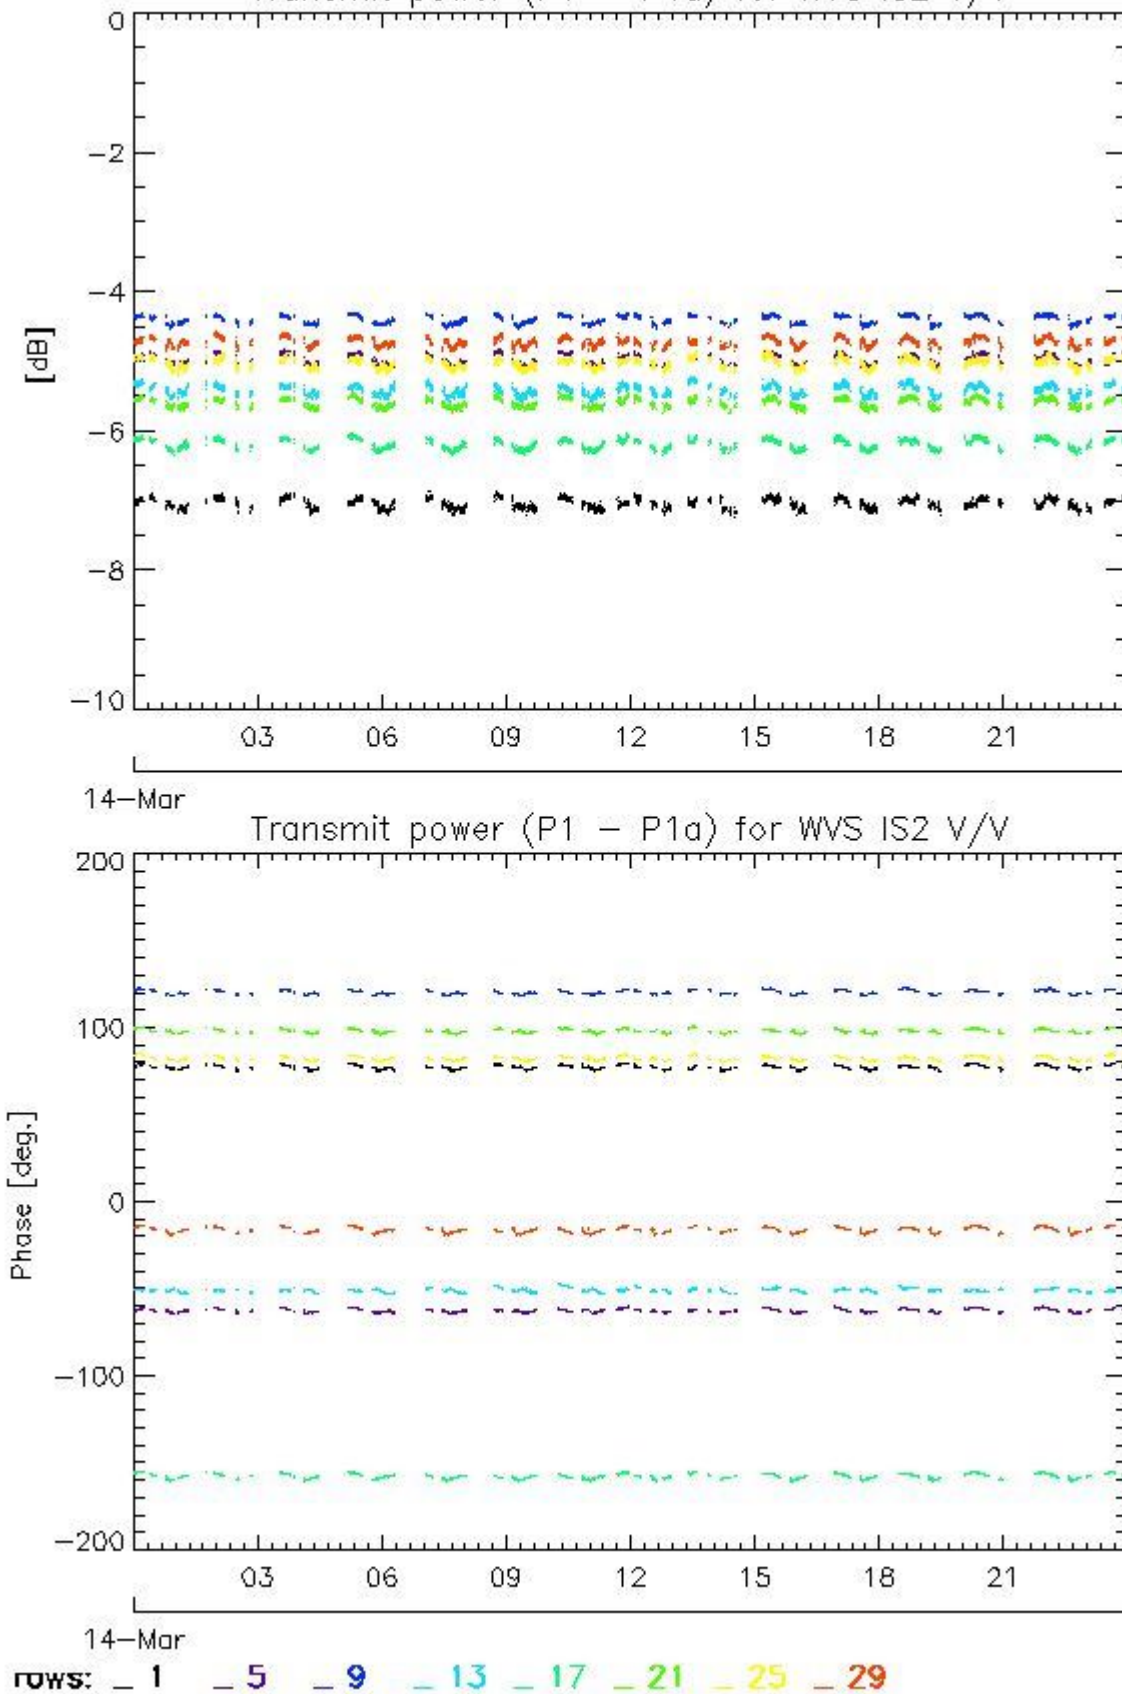 0
−2
−4
[dB]
−6
−8
−10
03 06 09 12 15 18 21
14−Mar
Transmit power (P1 − P1a) for WVS IS2 V/V
200
100
Phase [deg.]
0
−100
−200
03 06 09 12 15 18 21
14−Mar
rows: _ 1 _ 5 _ 9 _ 13 _ 17 _ 21 _ 25 _ 29